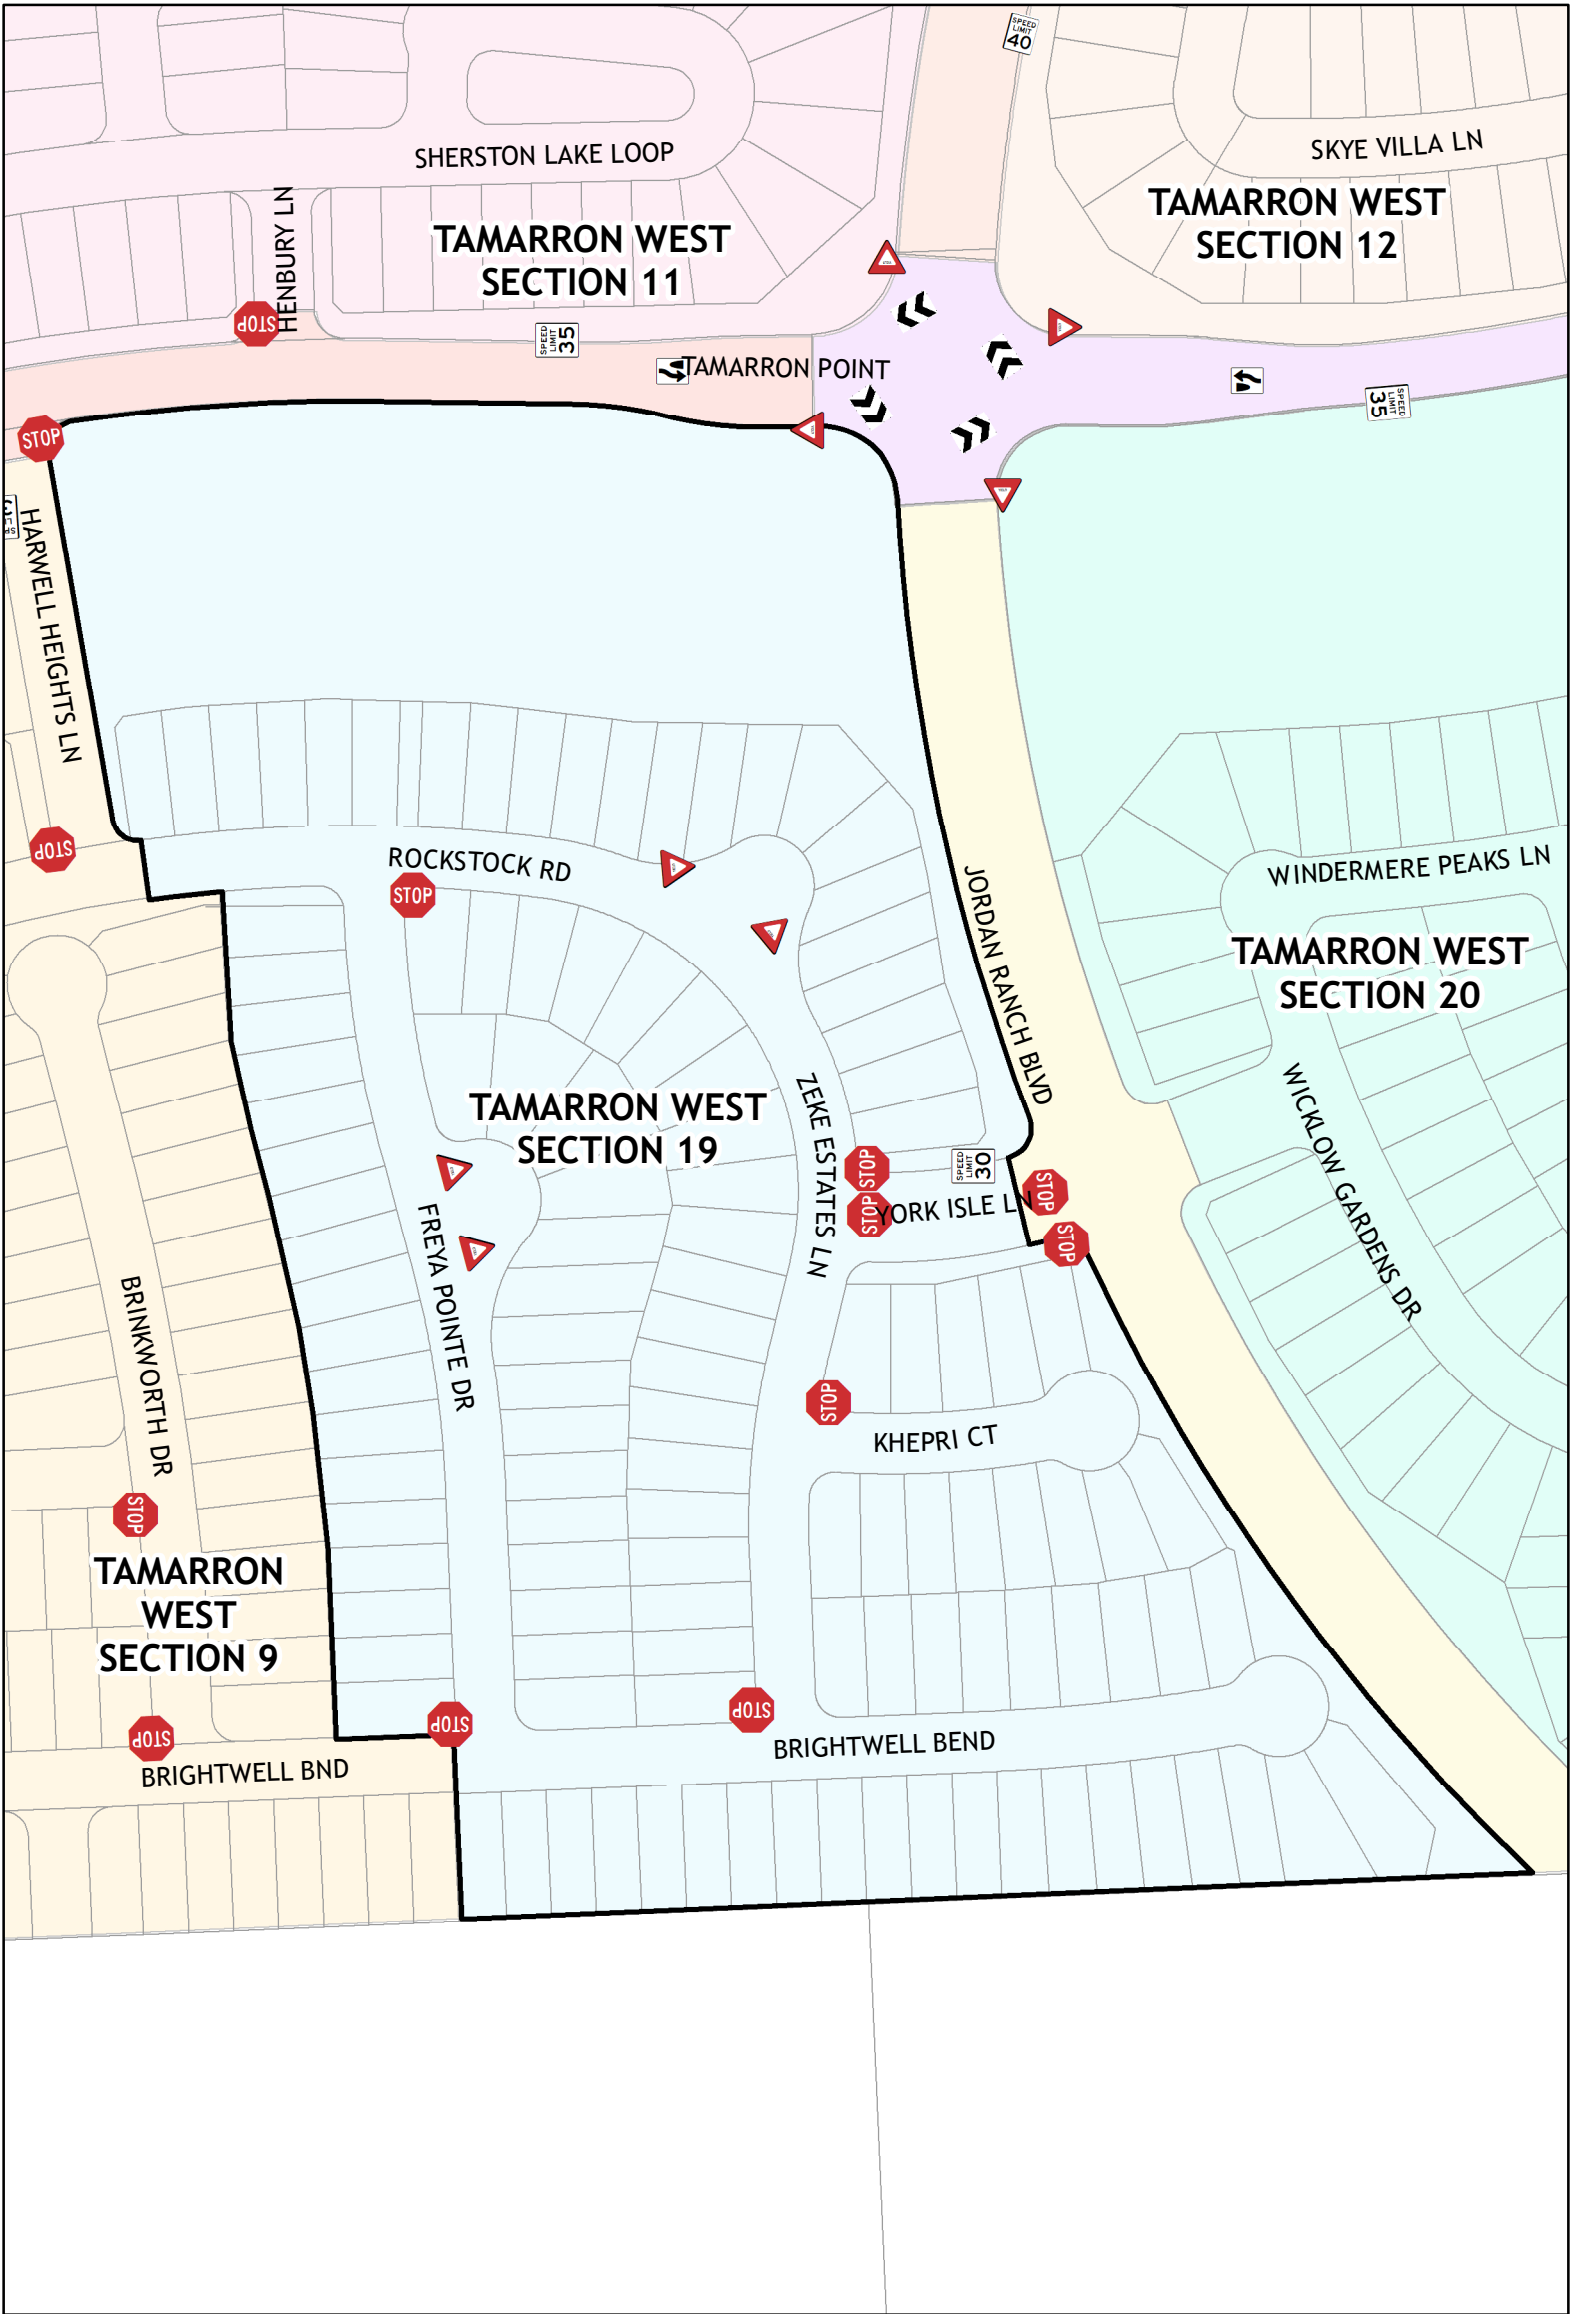 SPEED
LIMIT
40
SHERSTON LAKE LOOP
SKYE VILLA LN
HENBURY LN
TAMARRON WEST
SECTION 11
TAMARRON WEST
SECTION 12
STOP
SPEED
LIMIT
35
TAMARRON POINT
SPEED
LIMIT
35
STOP
HARWELL HEIGHTS LN
STOP
ROCKSTOCK RD
STOP
JORDAN RANCH BLVD
WINDERMERE PEAKS LN
TAMARRON WEST
SECTION 20
TAMARRON WEST
SECTION 19
ZEKE ESTATES LN
WICKLOW GARDENS DR
STOP
SPEED
LIMIT
30
STOP
YORK ISLE LN
STOP
STOP
FREYA POINTE DR
BRINKWORTH DR
STOP
KHEPRI CT
STOP
TAMARRON
WEST
SECTION 9
STOP
STOP
STOP
BRIGHTWELL BEND
BRIGHTWELL BND